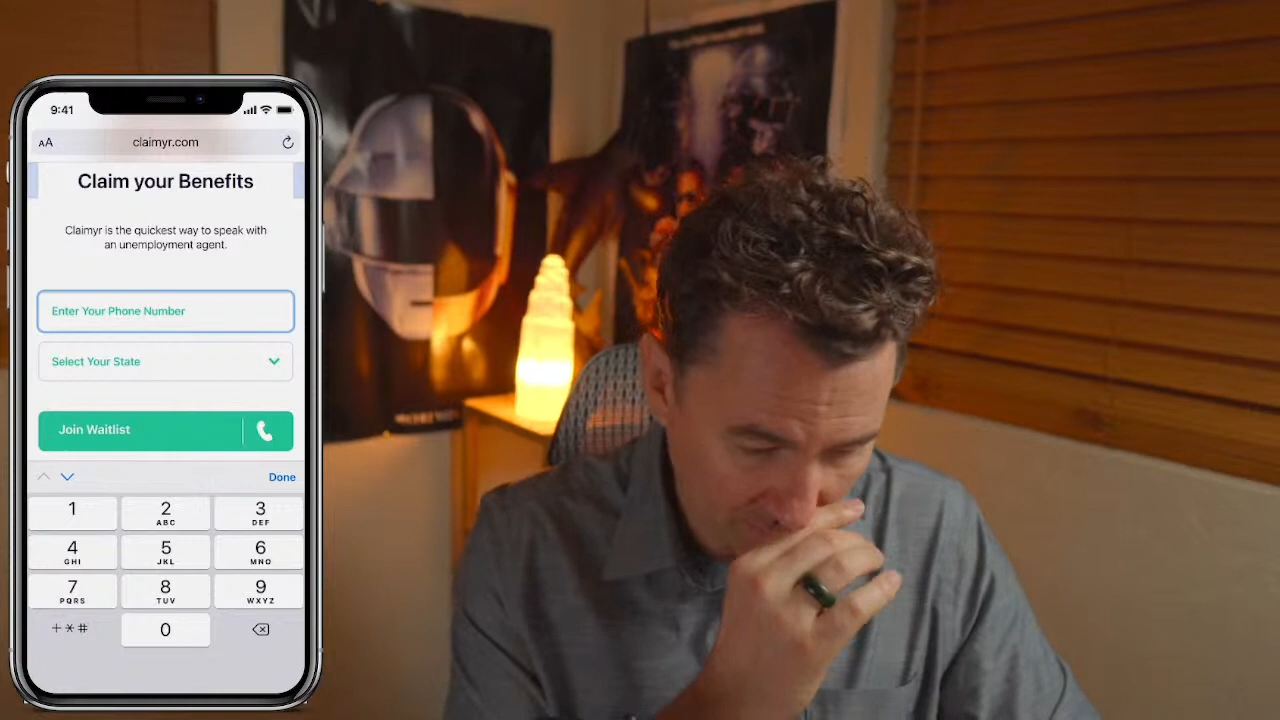 9:41
AA
claimyr.com
Claim your Benefits
Claimyr is the quickest way to speak with
an unemployment agent.
Enter Your Phone Number
Select Your State
Join Waitlist
Done
1
2
ABC
3
DEF
4
GHI
5
JKL
6
MNO
7
PQRS
8
TUV
9
WXYZ
+*#
0